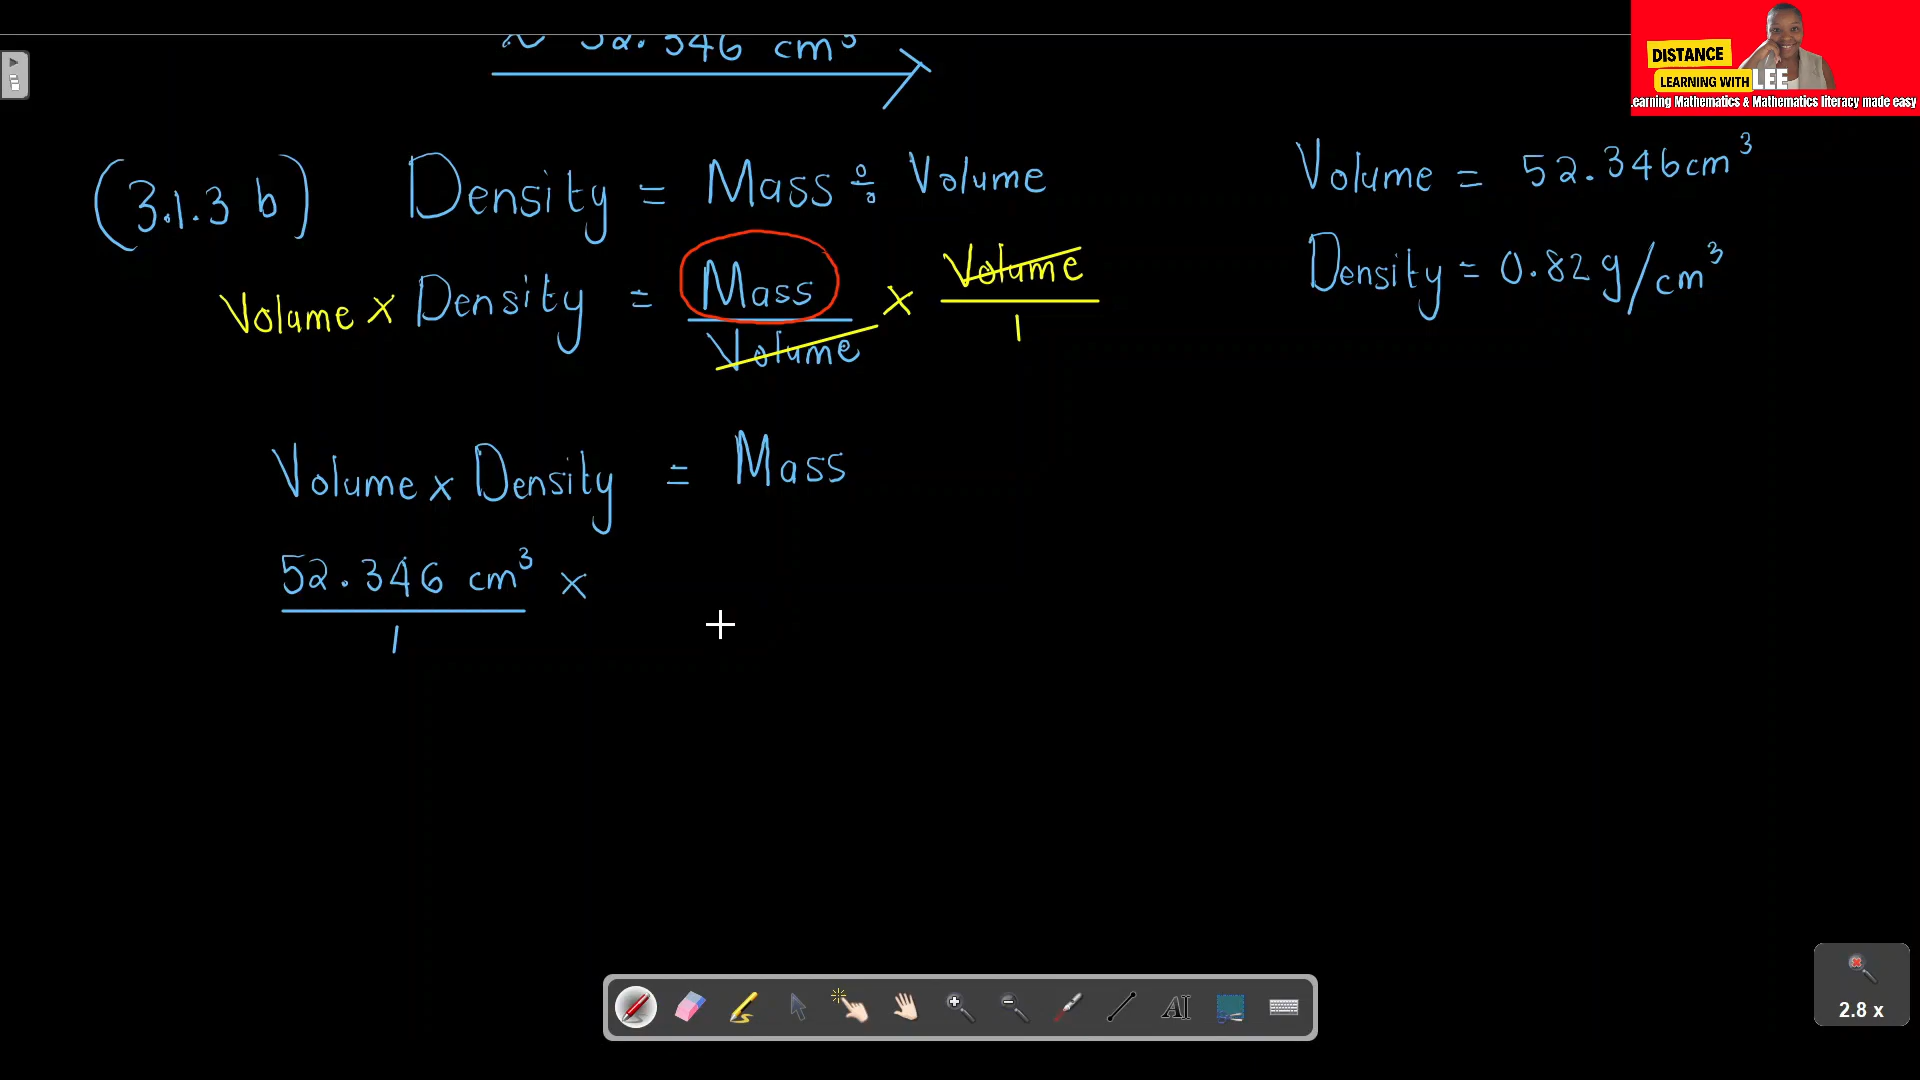 ≈ 52.346 cm³
(3.1.3 b) Density = Mass ÷ Volume
Volume × Density = Mass / Volume × Volume / 1
Volume × Density = Mass
52.346 cm³ / 1 ×
Volume = 52.346cm³
Density = 0.82g/cm³
DISTANCE
LEARNING WITH LEE
Learning Mathematics & Mathematics literacy made easy
AI
2.8 x